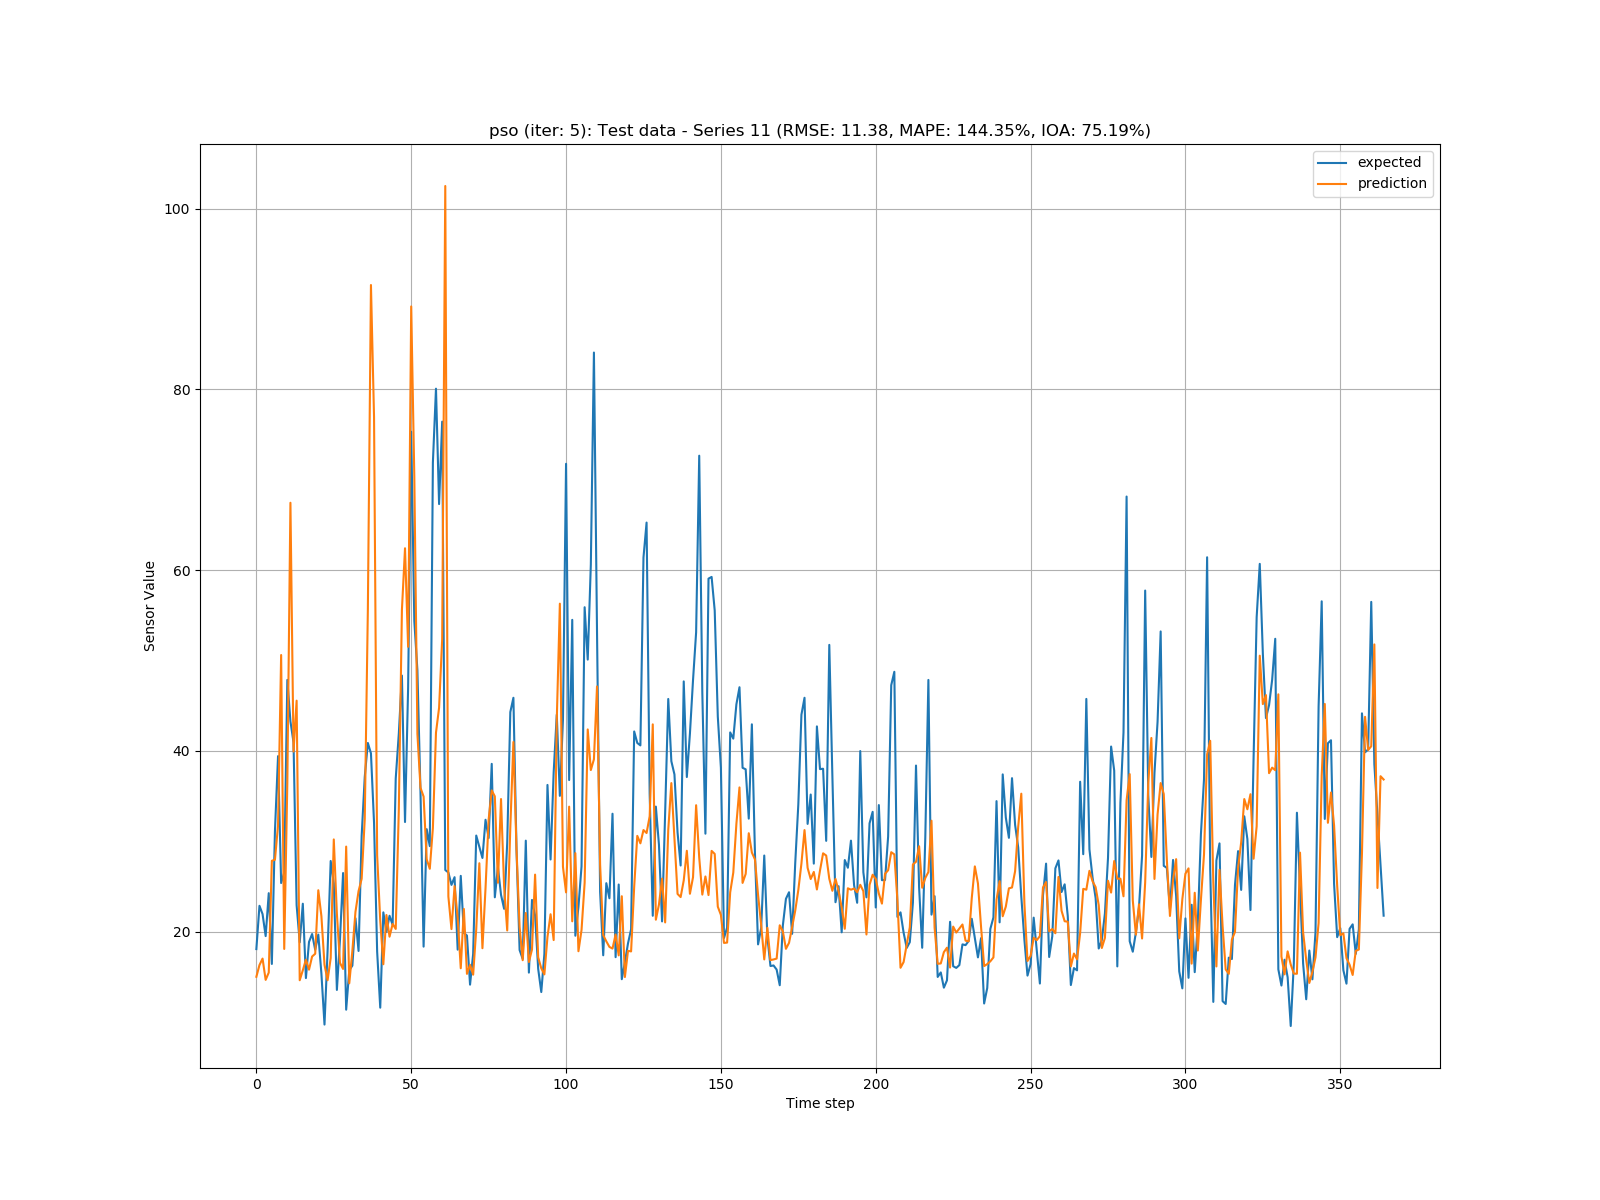 pso (iter: 5): Test data - Series 11 (RMSE: 11.38, MAPE: 144.35%, IOA: 75.19%)
expected
prediction
100
80
60
40
20
Sensor Value
0 50 100 150 200 250 300 350
Time step